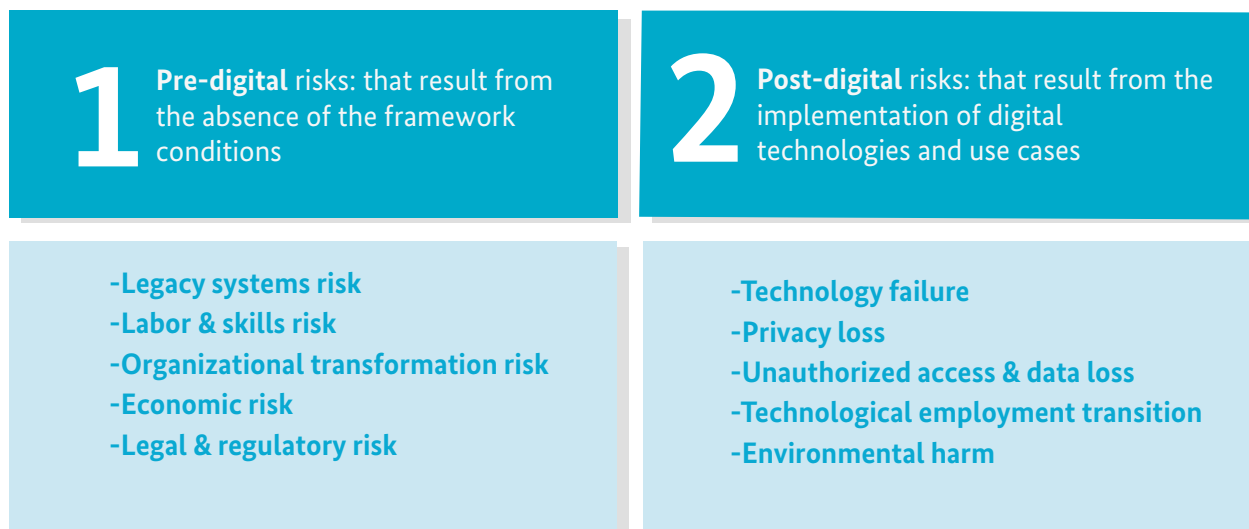 1
Pre-digital risks: that result from
the absence of the framework
conditions
2
Post-digital risks: that result from the
implementation of digital
technologies and use cases
-Legacy systems risk
-Labor & skills risk
-Organizational transformation risk
-Economic risk
-Legal & regulatory risk
-Technology failure
-Privacy loss
-Unauthorized access & data loss
-Technological employment transition
-Environmental harm